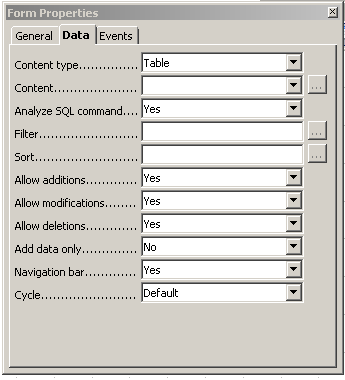 Form Properties
General Data Events
Content type............... Table
Content...................... ...
Analyze SQL command.... Yes
Filter.......................... ...
Sort........................... ...
Allow additions............ Yes
Allow modifications........ Yes
Allow deletions............ Yes
Add data only.............. No
Navigation bar............. Yes
Cycle......................... Default